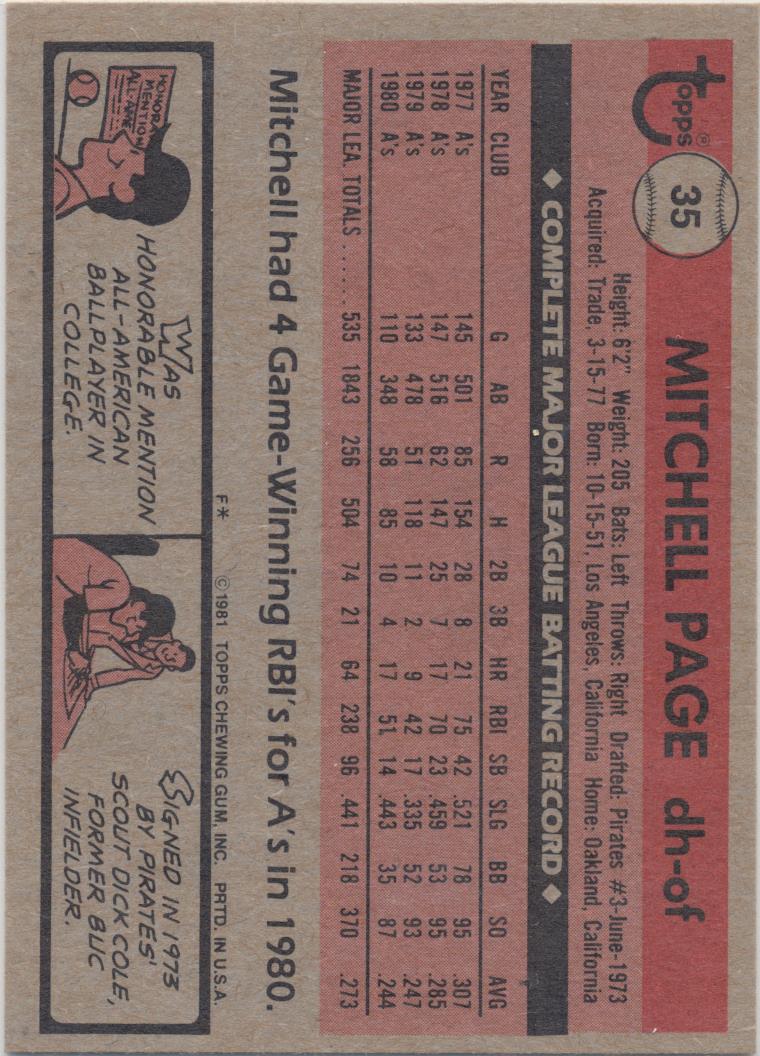 Topps®
35
MITCHELL PAGE dh-of
Height: 6'2" Weight: 205 Bats: Left Throws: Right Drafted: Pirates #3-June-1973
Acquired: Trade, 3-15-77 Born: 10-15-51, Los Angeles, California Home: Oakland, California
◆ COMPLETE MAJOR LEAGUE BATTING RECORD ◆
YEAR CLUB G AB R H 2B 3B HR RBI SB SLG BB SO AVG
1977 A's 145 501 85 154 28 8 21 75 42 .521 78 95 .307
1978 A's 147 516 62 147 25 7 17 70 23 .459 53 95 .285
1979 A's 133 478 51 118 11 2 9 42 17 .335 52 93 .247
1980 A's 110 348 58 85 10 4 17 51 14 .443 35 87 .244
MAJOR LEA. TOTALS ...... 535 1843 256 504 74 21 64 238 96 .441 218 370 .273
Mitchell had 4 Game-Winning RBI's for A's in 1980.
F* ©1981 TOPPS CHEWING GUM, INC. PRTD. IN U.S.A.
HONORABLE
MENTION
ALL-AMER
WAS
HONORABLE MENTION
ALL-AMERICAN
BALLPLAYER IN
COLLEGE.
SIGNED IN 1973
BY PIRATES'
SCOUT DICK COLE,
FORMER BUC
INFIELDER.